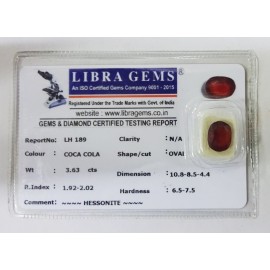 LIBRA GEMS
An ISO Certified Gems Company 9001 - 2015
Registered Under the Trade Marks with Govt. of India
website : www.libragems.co.in
GEMS & DIAMOND CERTIFIED TESTING REPORT
ReportNo: LH 189 Clarity N/A
Colour COCA COLA Shape/cut : OVAL
Wt : 3.63 cts Dimension : 10.8-8.5-4.4
R.Index : 1.92-2.02 Hardness : 6.5-7.5
Comment :~~~~ HESSONITE ~~~~